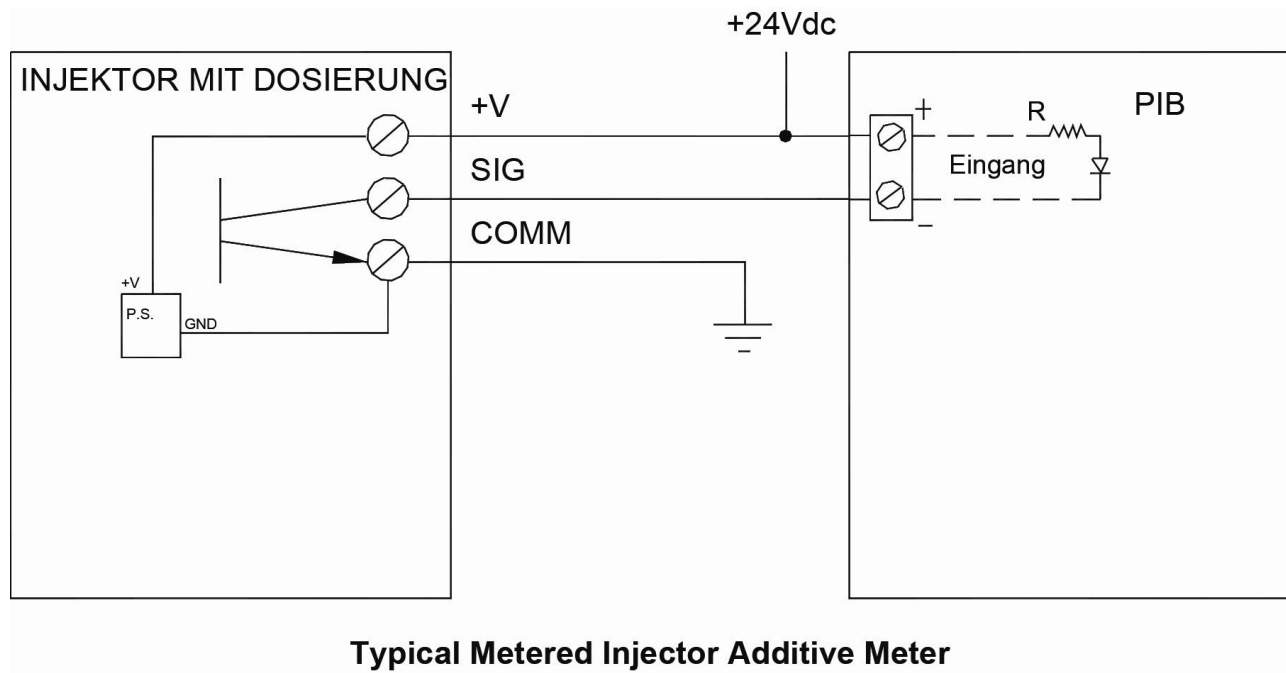 +24Vdc
INJEKTOR MIT DOSIERUNG
+V
SIG
COMM
+V
P.S.
GND
+
R
PIB
Eingang
–
Typical Metered Injector Additive Meter